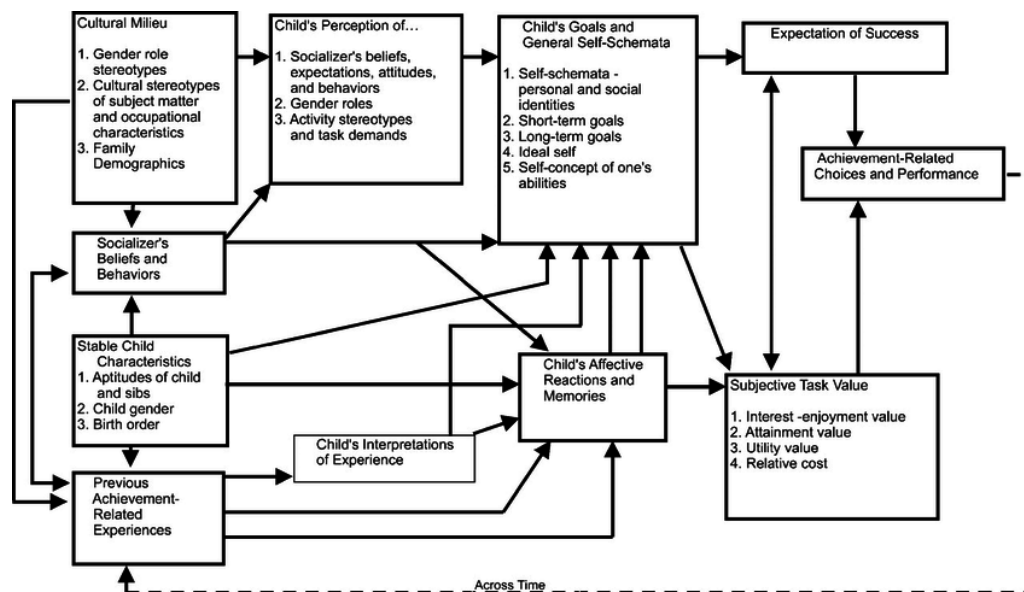 Cultural Milieu
1. Gender role
stereotypes
2. Cultural stereotypes
of subject matter
and occupational
characteristics
3. Family
Demographics
Child's Perception of...
1. Socializer's beliefs,
expectations, attitudes,
and behaviors
2. Gender roles
3. Activity stereotypes
and task demands
Child's Goals and
General Self-Schemata
1. Self-schemata -
personal and social
identities
2. Short-term goals
3. Long-term goals
4. Ideal self
5. Self-concept of one's
abilities
Expectation of Success
Achievement-Related
Choices and Performance
Socializer's
Beliefs and
Behaviors
Stable Child
Characteristics
1. Aptitudes of child
and sibs
2. Child gender
3. Birth order
Child's Affective
Reactions and
Memories
Subjective Task Value
1. Interest -enjoyment value
2. Attainment value
3. Utility value
4. Relative cost
Child's Interpretations
of Experience
Previous
Achievement-
Related
Experiences
Across Time